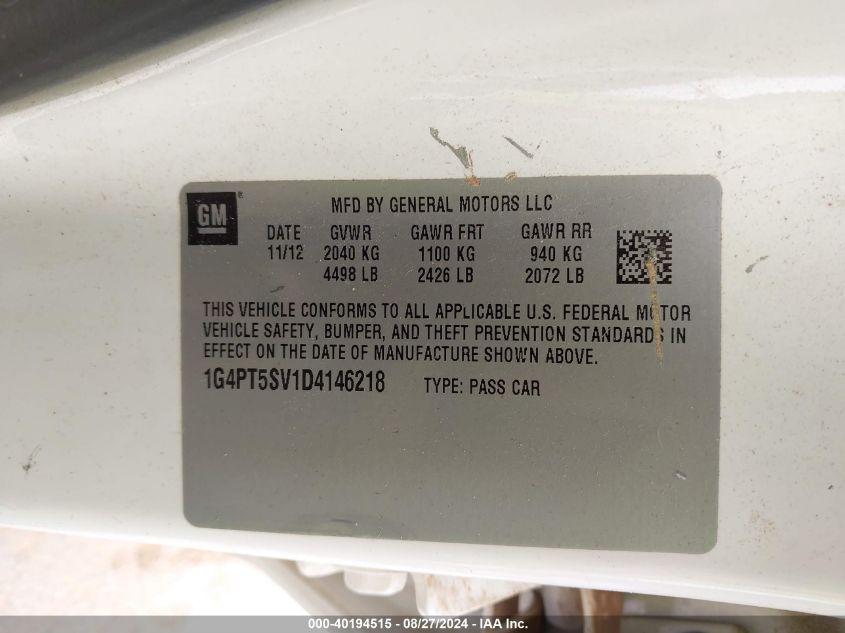 GM ®
MFD BY GENERAL MOTORS LLC
DATE GVWR GAWR FRT GAWR RR
11/12 2040 KG 1100 KG 940 KG
4498 LB 2426 LB 2072 LB
THIS VEHICLE CONFORMS TO ALL APPLICABLE U.S. FEDERAL MOTOR
VEHICLE SAFETY, BUMPER, AND THEFT PREVENTION STANDARDS IN
EFFECT ON THE DATE OF MANUFACTURE SHOWN ABOVE.
1G4PT5SV1D4146218 TYPE: PASS CAR
000-40194515 - 08/27/2024 - IAA Inc.